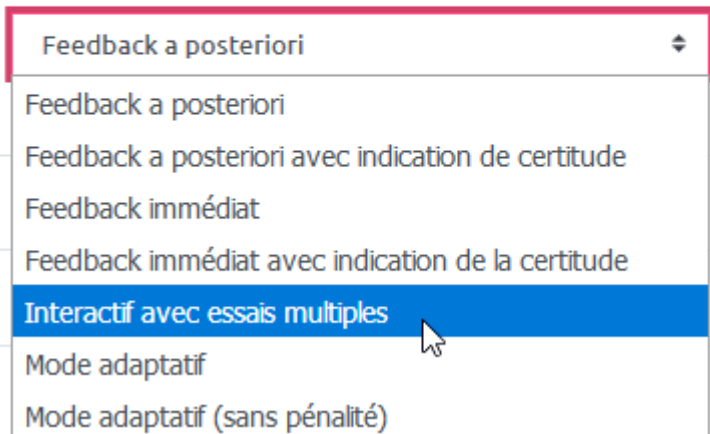 Feedback a posteriori
Feedback a posteriori
Feedback a posteriori avec indication de certitude
Feedback immédiat
Feedback immédiat avec indication de la certitude
Interactif avec essais multiples
Mode adaptatif
Mode adaptatif (sans pénalité)